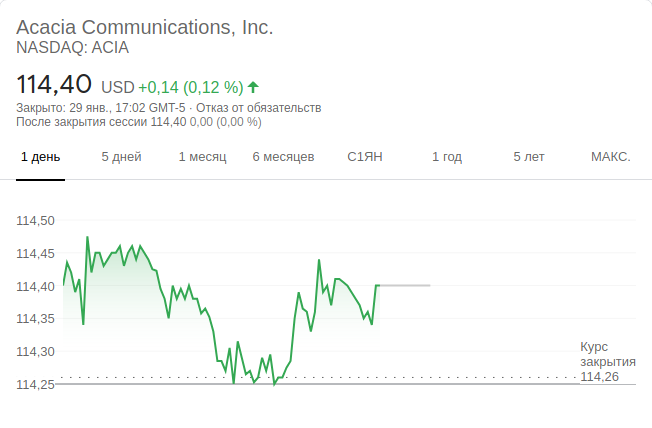 Acacia Communications, Inc.
NASDAQ: ACIA
114,40 USD +0,14 (0,12 %)
Закрыто: 29 янв., 17:02 GMT-5 · Отказ от обязательств
После закрытия сессии 114,40 0,00 (0,00 %)
1 день 5 дней 1 месяц 6 месяцев С1ЯН 1 год 5 лет МАКС.
114,50
114,45
114,40
114,35
114,30
114,25
Курс
закрытия
114,26